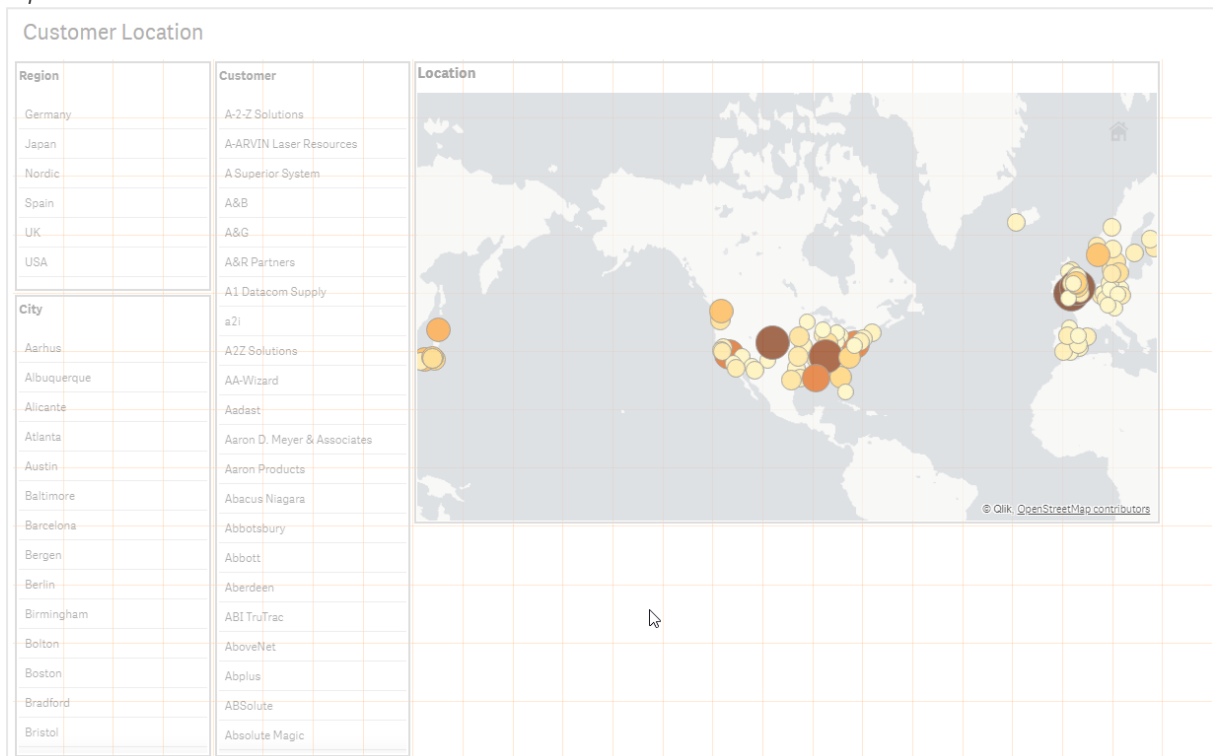 Customer Location
Region
Germany
Japan
Nordic
Spain
UK
USA
City
Aarhus
Albuquerque
Alicante
Atlanta
Austin
Baltimore
Barcelona
Bergen
Berlin
Birmingham
Bolton
Boston
Bradford
Bristol
Customer
A-2-Z Solutions
A-ARVIN Laser Resources
A Superior System
A&B
A&G
A&R Partners
A1 Datacom Supply
a2i
A2Z Solutions
AA-Wizard
Aadast
Aaron D. Meyer & Associates
Aaron Products
Abacus Niagara
Abbotsbury
Abbott
Aberdeen
ABI TruTrac
AboveNet
Abplus
ABSolute
Absolute Magic
Location
© Qlik, OpenStreetMap contributors